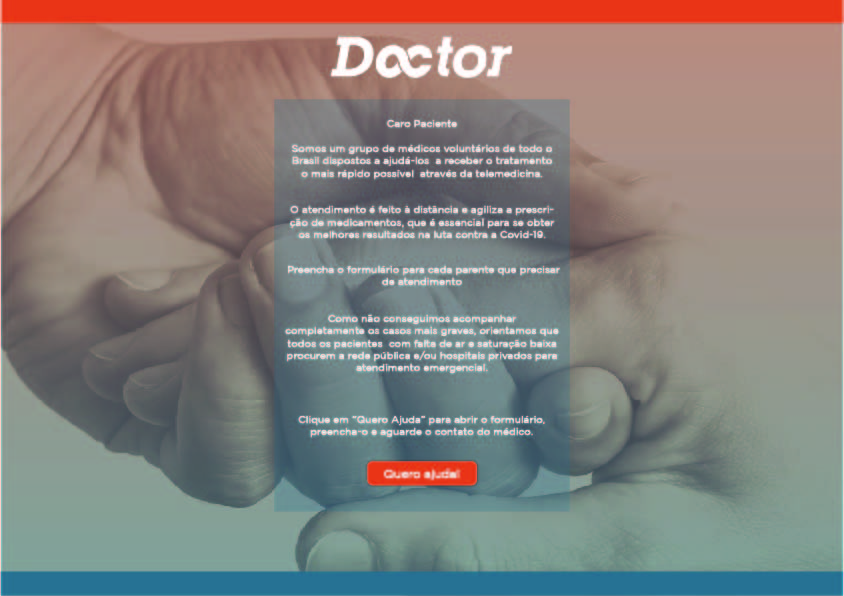 Doctor
Caro Paciente
Somos um grupo de médicos voluntários de todo o
Brasil dispostos a ajudá-los a receber o tratamento
o mais rápido possível através da telemedicina.
O atendimento é feito à distância e agiliza a prescri-
ção de medicamentos, que é essencial para se obter
os melhores resultados na luta contra a Covid-19.
Preencha o formulário para cada parente que precisar
de atendimento
Como não conseguimos acompanhar
completamente os casos mais graves, orientamos que
todos os pacientes com falta de ar e saturação baixa
procurem a rede pública e/ou hospitais privados para
atendimento emergencial.
Clique em "Quero Ajuda" para abrir o formulário,
preencha-o e aguarde o contato do médico.
Quero ajuda!